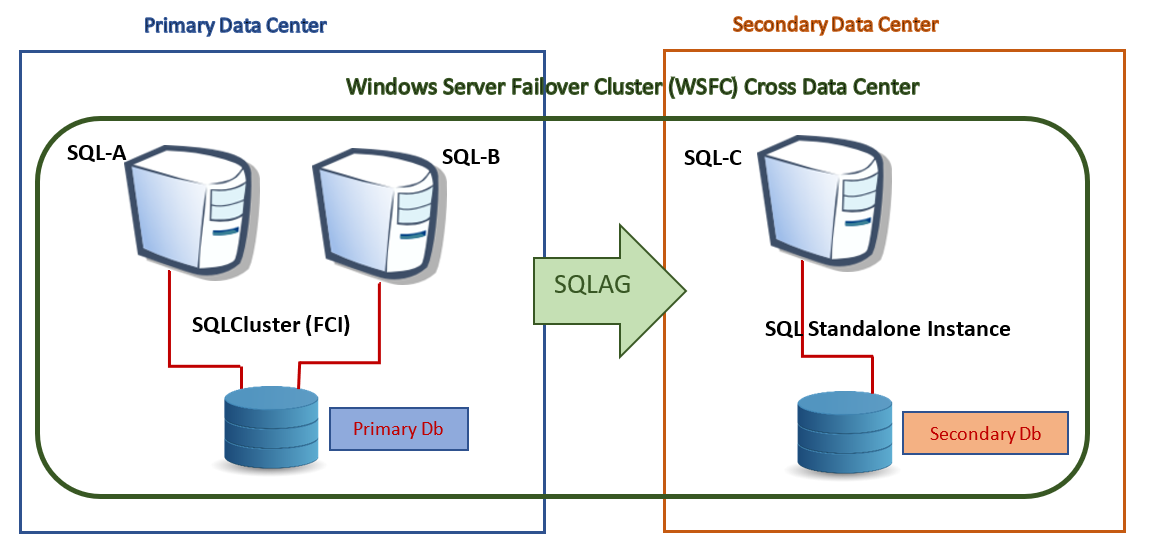 Primary Data Center
Secondary Data Center
Windows Server Failover Cluster (WSFC) Cross Data Center
SQL-A
SQL-B
SQL-C
SQLAG
SQLCluster (FCI)
SQL Standalone Instance
Primary Db
Secondary Db